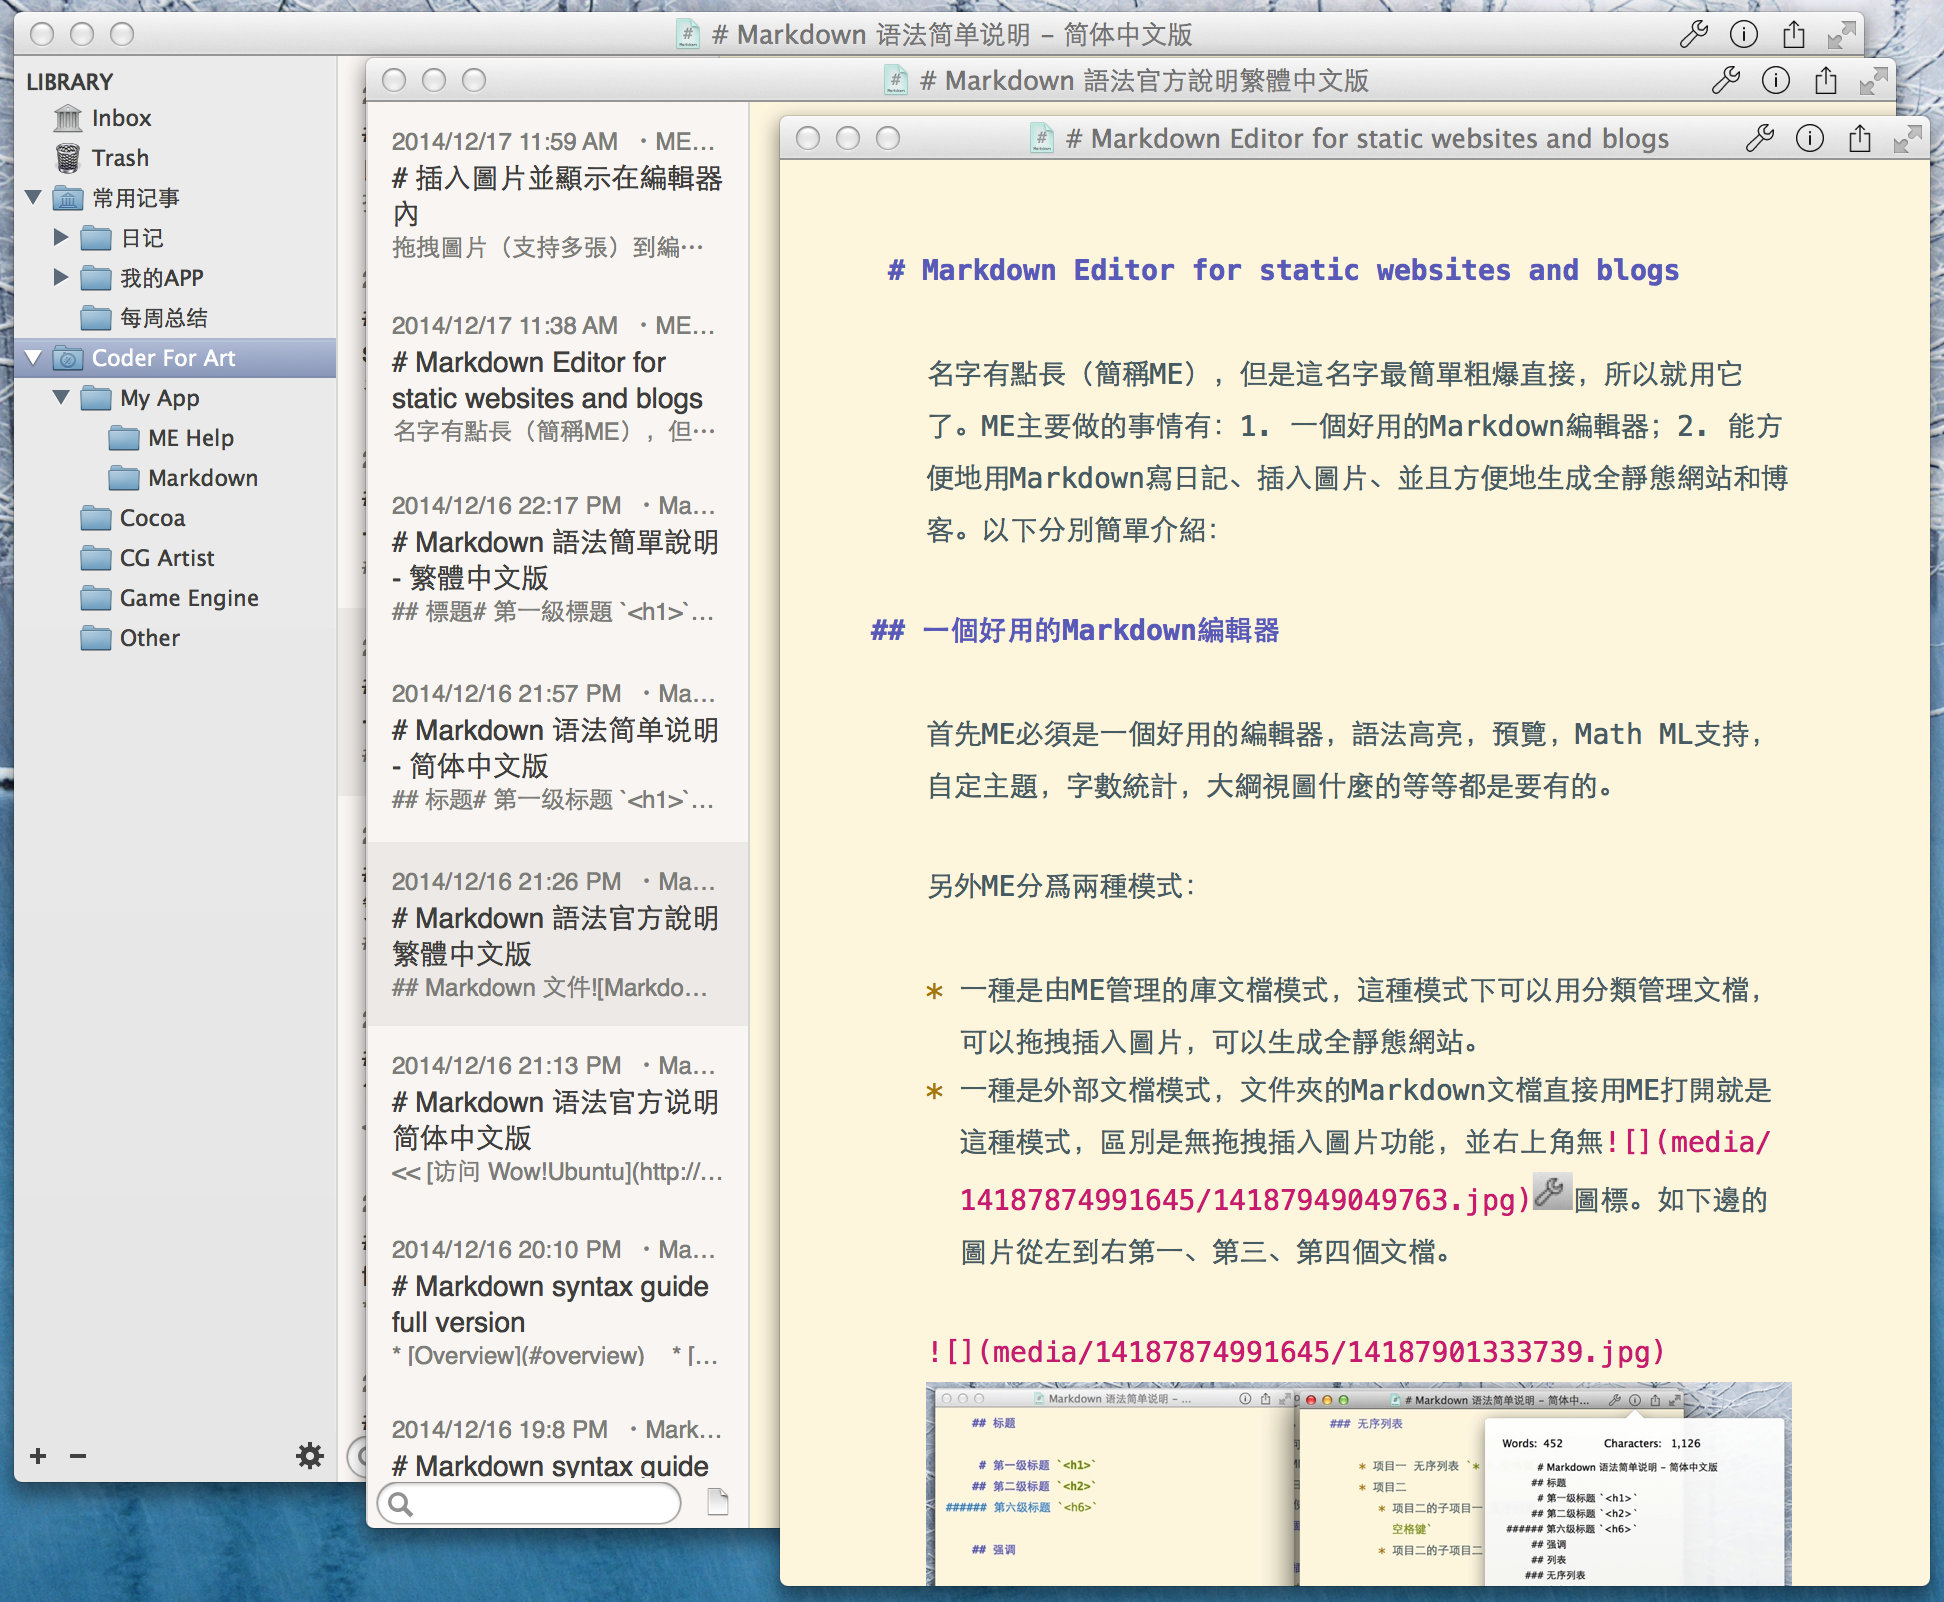 # Markdown 语法简单说明 - 简体中文版
LIBRARY
Inbox
Trash
常用记事
日记
我的APP
每周总结
Coder For Art
My App
ME Help
Markdown
Cocoa
CG Artist
Game Engine
Other
# Markdown 語法官方說明繁體中文版
2014/12/17 11:59 AM ・ME...
# 插入圖片並顯示在編輯器
內
拖拽圖片（支持多張）到編…
2014/12/17 11:38 AM ・ME...
# Markdown Editor for
static websites and blogs
名字有點長（簡稱ME），但…
2014/12/16 22:17 PM ・Ma...
# Markdown 語法簡單說明
- 繁體中文版
## 標題# 第一級標題 `<h1>`...
2014/12/16 21:57 PM ・Ma...
# Markdown 语法简单说明
- 简体中文版
## 标题# 第一级标题 `<h1>`...
2014/12/16 21:26 PM ・Ma...
# Markdown 語法官方說明
繁體中文版
## Markdown 文件![Markdo...
2014/12/16 21:13 PM ・Ma...
# Markdown 语法官方说明
简体中文版
<< [访问 Wow!Ubuntu](http://...
2014/12/16 20:10 PM ・Ma...
# Markdown syntax guide
full version
* [Overview](#overview) * [...
2014/12/16 19:8 PM ・Mark...
# Markdown syntax guide
# Markdown Editor for static websites and blogs
# Markdown Editor for static websites and blogs
名字有點長（簡稱ME），但是這名字最簡單粗爆直接，所以就用它
了。ME主要做的事情有：1. 一個好用的Markdown編輯器；2. 能方
便地用Markdown寫日記、插入圖片、並且方便地生成全靜態網站和博
客。以下分別簡單介紹：
## 一個好用的Markdown編輯器
首先ME必須是一個好用的編輯器，語法高亮，預覽，Math ML支持，
自定主題，字數統計，大綱視圖什麼的等等都是要有的。
另外ME分爲兩種模式：
* 一種是由ME管理的庫文檔模式，這種模式下可以用分類管理文檔，
可以拖拽插入圖片，可以生成全靜態網站。
* 一種是外部文檔模式，文件夾的Markdown文檔直接用ME打開就是
這種模式，區別是無拖拽插入圖片功能，並右上角無![](media/
14187874991645/14187949049763.jpg)圖標。如下邊的
圖片從左到右第一、第三、第四個文檔。
![](media/14187874991645/14187901333739.jpg)
Markdown 语法简单说明 - ...
## 标题
# 第一级标题 `<h1>`
## 第二级标题 `<h2>`
###### 第六级标题 `<h6>`
## 强调
# Markdown 语法简单说明 - 简体中...
### 无序列表
* 项目一 无序列表 `*
* 项目二
* 项目二的子项目一
空格键`
* 项目二的子项目二
Words: 452 Characters: 1,126
# Markdown 语法简单说明 - 简体中文版
## 标题
# 第一级标题 `<h1>`
## 第二级标题 `<h2>`
###### 第六级标题 `<h6>`
## 强调
## 列表
### 无序列表